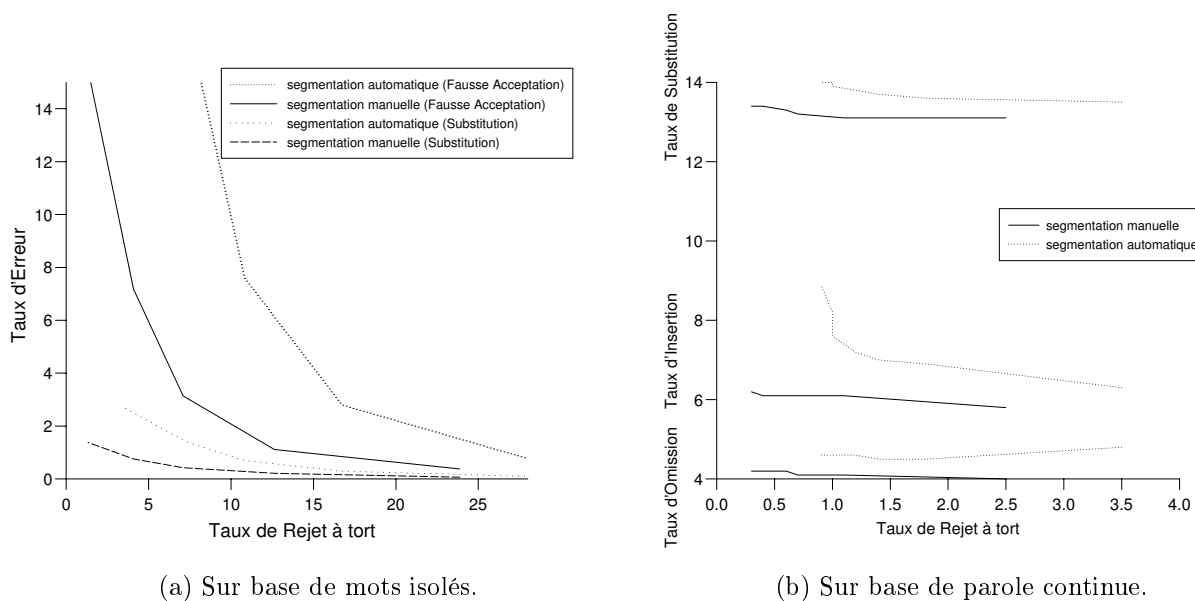 segmentation automatique (Fausse Acceptation)
segmentation manuelle (Fausse Acceptation)
segmentation automatique (Substitution)
segmentation manuelle (Substitution)
Taux d'Erreur
14
12
10
8
6
4
2
0
0 5 10 15 20 25
Taux de Rejet à tort
(a) Sur base de mots isolés.
Taux de Substitution
Taux d'Insertion
Taux d'Omission
14
12
10
8
6
4
segmentation manuelle
segmentation automatique
0.0 0.5 1.0 1.5 2.0 2.5 3.0 3.5 4.0
Taux de Rejet à tort
(b) Sur base de parole continue.